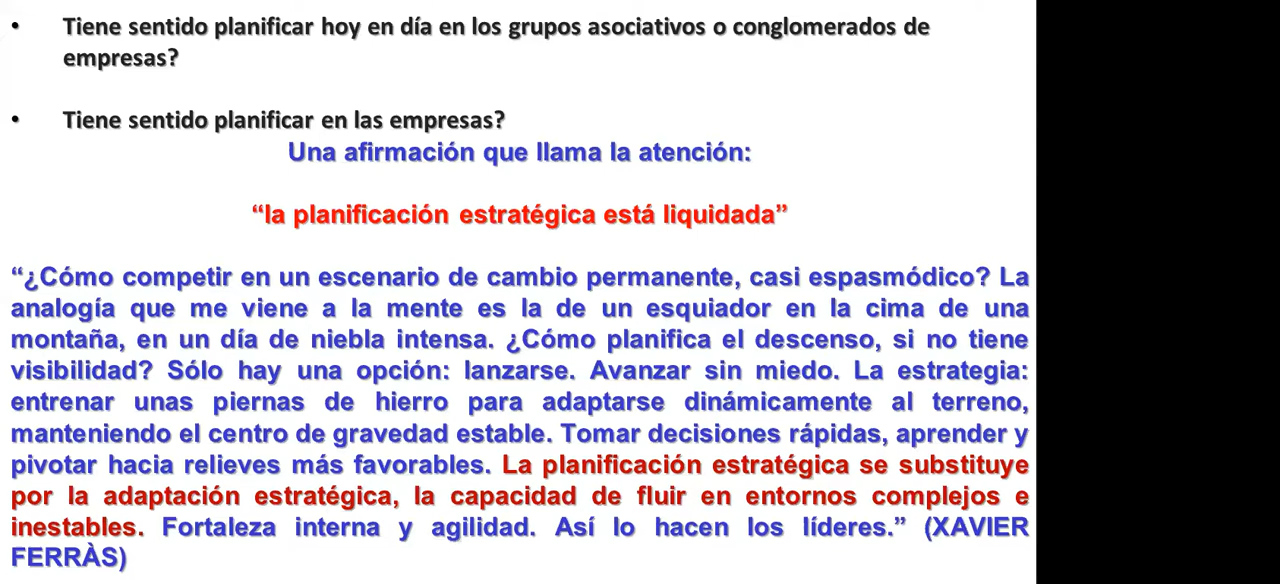 • Tiene sentido planificar hoy en día en los grupos asociativos o conglomerados de
empresas?
• Tiene sentido planificar en las empresas?
Una afirmación que llama la atención:
“la planificación estratégica está liquidada”
“¿Cómo competir en un escenario de cambio permanente, casi espasmódico? La
analogía que me viene a la mente es la de un esquiador en la cima de una
montaña, en un día de niebla intensa. ¿Cómo planifica el descenso, si no tiene
visibilidad? Sólo hay una opción: lanzarse. Avanzar sin miedo. La estrategia:
entrenar unas piernas de hierro para adaptarse dinámicamente al terreno,
manteniendo el centro de gravedad estable. Tomar decisiones rápidas, aprender y
pivotar hacia relieves más favorables. La planificación estratégica se substituye
por la adaptación estratégica, la capacidad de fluir en entornos complejos e
inestables. Fortaleza interna y agilidad. Así lo hacen los líderes.” (XAVIER
FERRÀS)